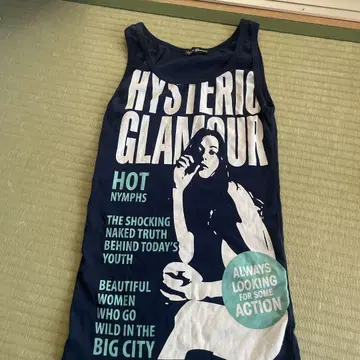 HYSTERIC
GLAMOUR
HOT
NYMPHS
THE SHOCKING
NAKED TRUTH
BEHIND TODAY'S
YOUTH
BEAUTIFUL
WOMEN
WHO GO
WILD IN THE
BIG CITY
ALWAYS
LOOKING
FOR SOME
ACTION